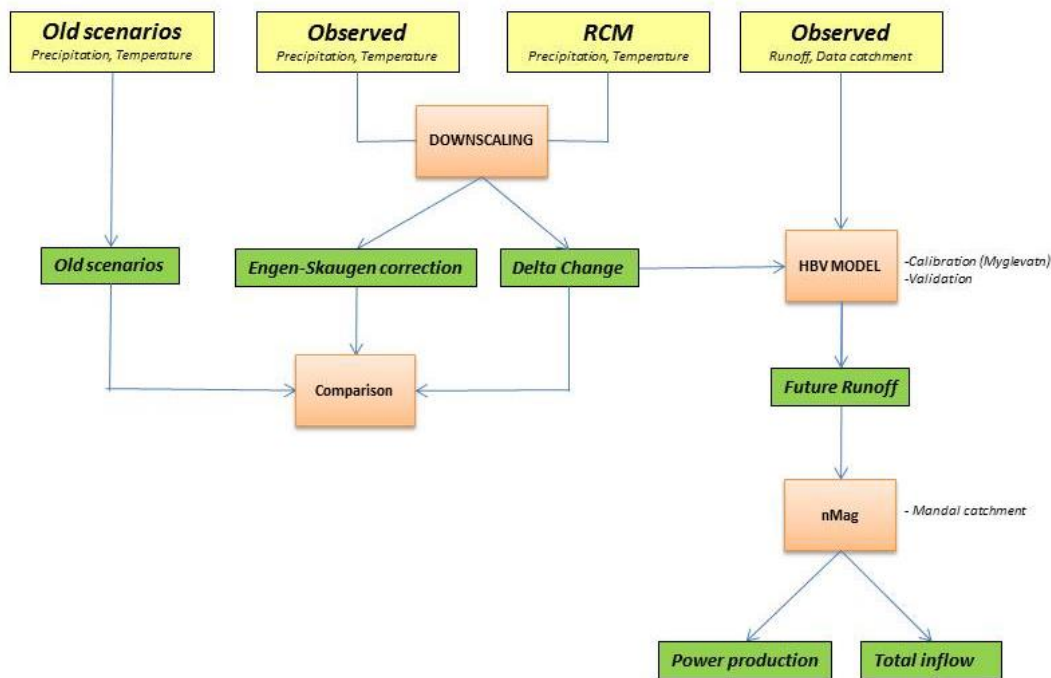 Old scenarios
Precipitation, Temperature
Observed
Precipitation, Temperature
RCM
Precipitation, Temperature
Observed
Runoff, Data catchment
DOWNSCALING
Old scenarios
Engen-Skaugen correction
Delta Change
HBV MODEL
-Calibration (Myglevatn)
-Validation
Comparison
Future Runoff
nMag
- Mandal catchment
Power production
Total inflow